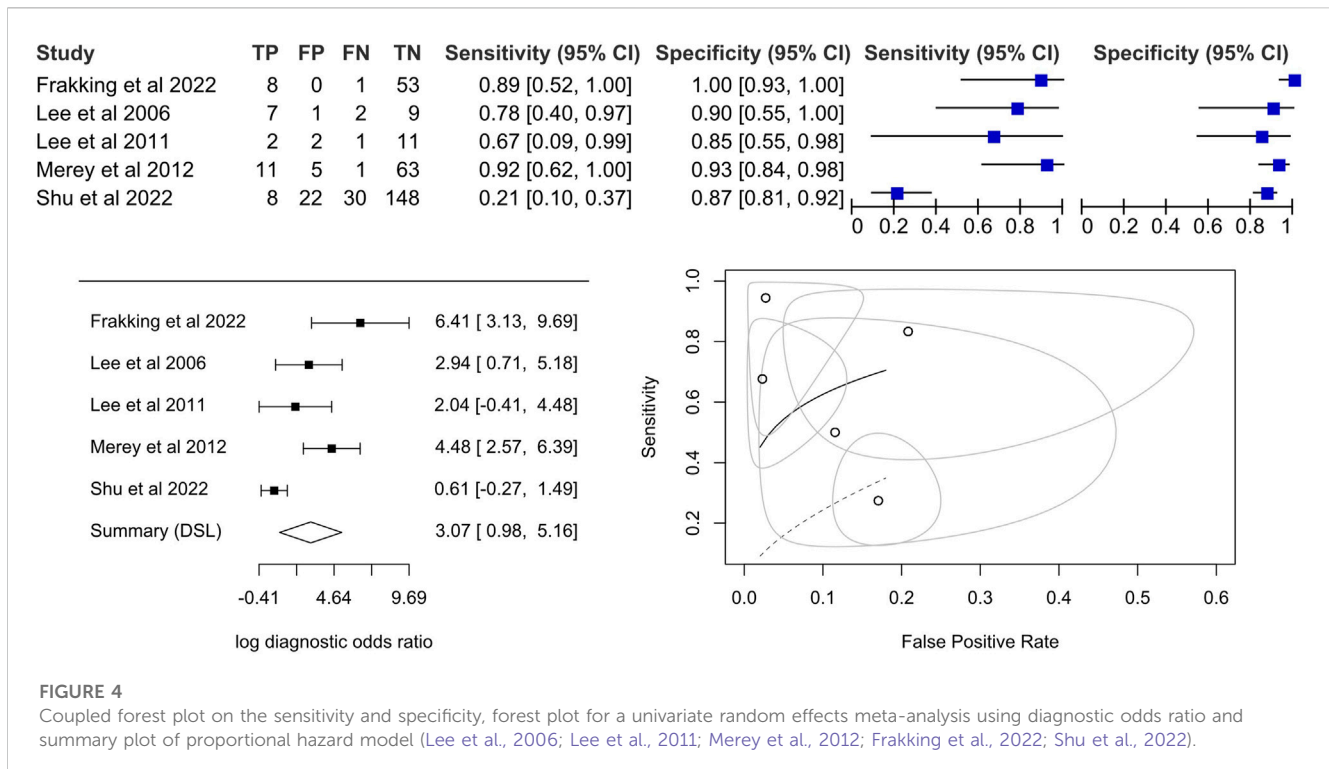 Study TP FP FN TN Sensitivity (95% CI) Specificity (95% CI) Sensitivity (95% CI) Specificity (95% CI)
Frakking et al 2022 8 0 1 53 0.89 [0.52, 1.00] 1.00 [0.93, 1.00]
Lee et al 2006 7 1 2 9 0.78 [0.40, 0.97] 0.90 [0.55, 1.00]
Lee et al 2011 2 2 1 11 0.67 [0.09, 0.99] 0.85 [0.55, 0.98]
Merey et al 2012 11 5 1 63 0.92 [0.62, 1.00] 0.93 [0.84, 0.98]
Shu et al 2022 8 22 30 148 0.21 [0.10, 0.37] 0.87 [0.81, 0.92]
0 0.2 0.4 0.6 0.8 1 0 0.2 0.4 0.6 0.8 1
Frakking et al 2022 6.41 [ 3.13, 9.69]
Lee et al 2006 2.94 [ 0.71, 5.18]
Lee et al 2011 2.04 [-0.41, 4.48]
Merey et al 2012 4.48 [ 2.57, 6.39]
Shu et al 2022 0.61 [-0.27, 1.49]
Summary (DSL) 3.07 [ 0.98, 5.16]
-0.41 4.64 9.69
log diagnostic odds ratio
Sensitivity
1.0
0.8
0.6
0.4
0.2
0.0 0.1 0.2 0.3 0.4 0.5 0.6
False Positive Rate
FIGURE 4
Coupled forest plot on the sensitivity and specificity, forest plot for a univariate random effects meta-analysis using diagnostic odds ratio and
summary plot of proportional hazard model (Lee et al., 2006; Lee et al., 2011; Merey et al., 2012; Frakking et al., 2022; Shu et al., 2022).